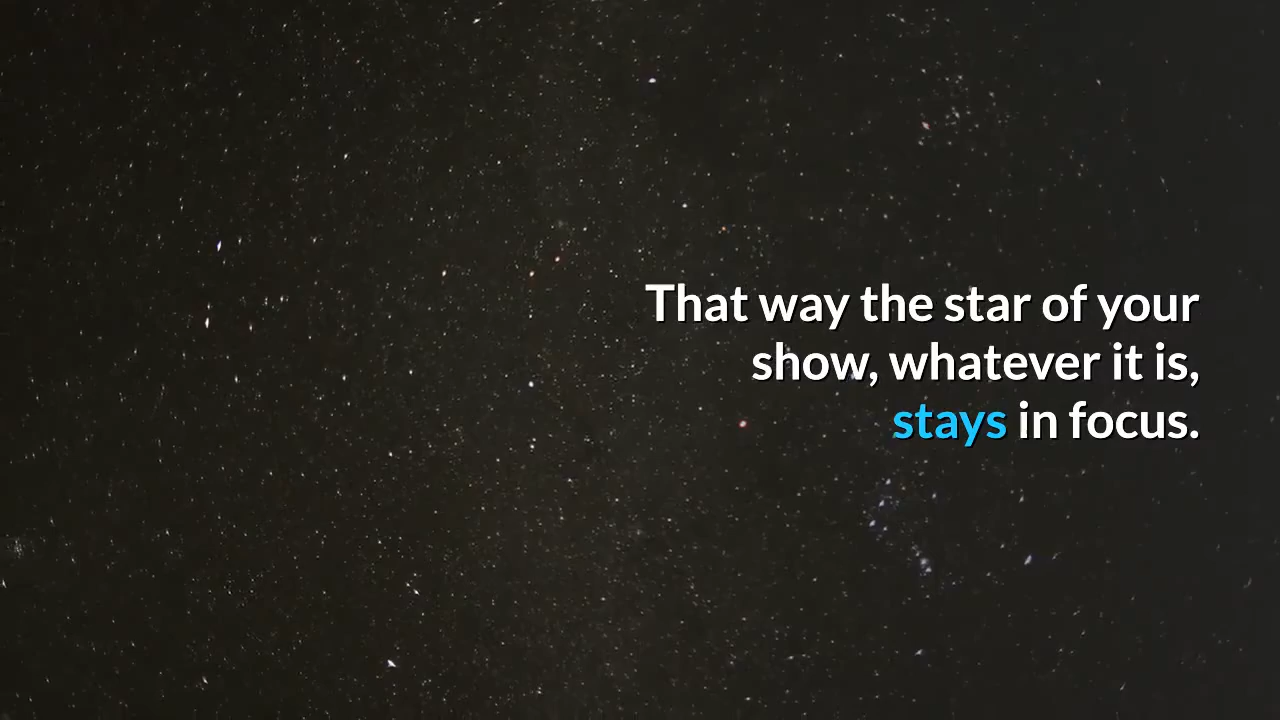 That way the star of your
show, whatever it is,
stays in focus.